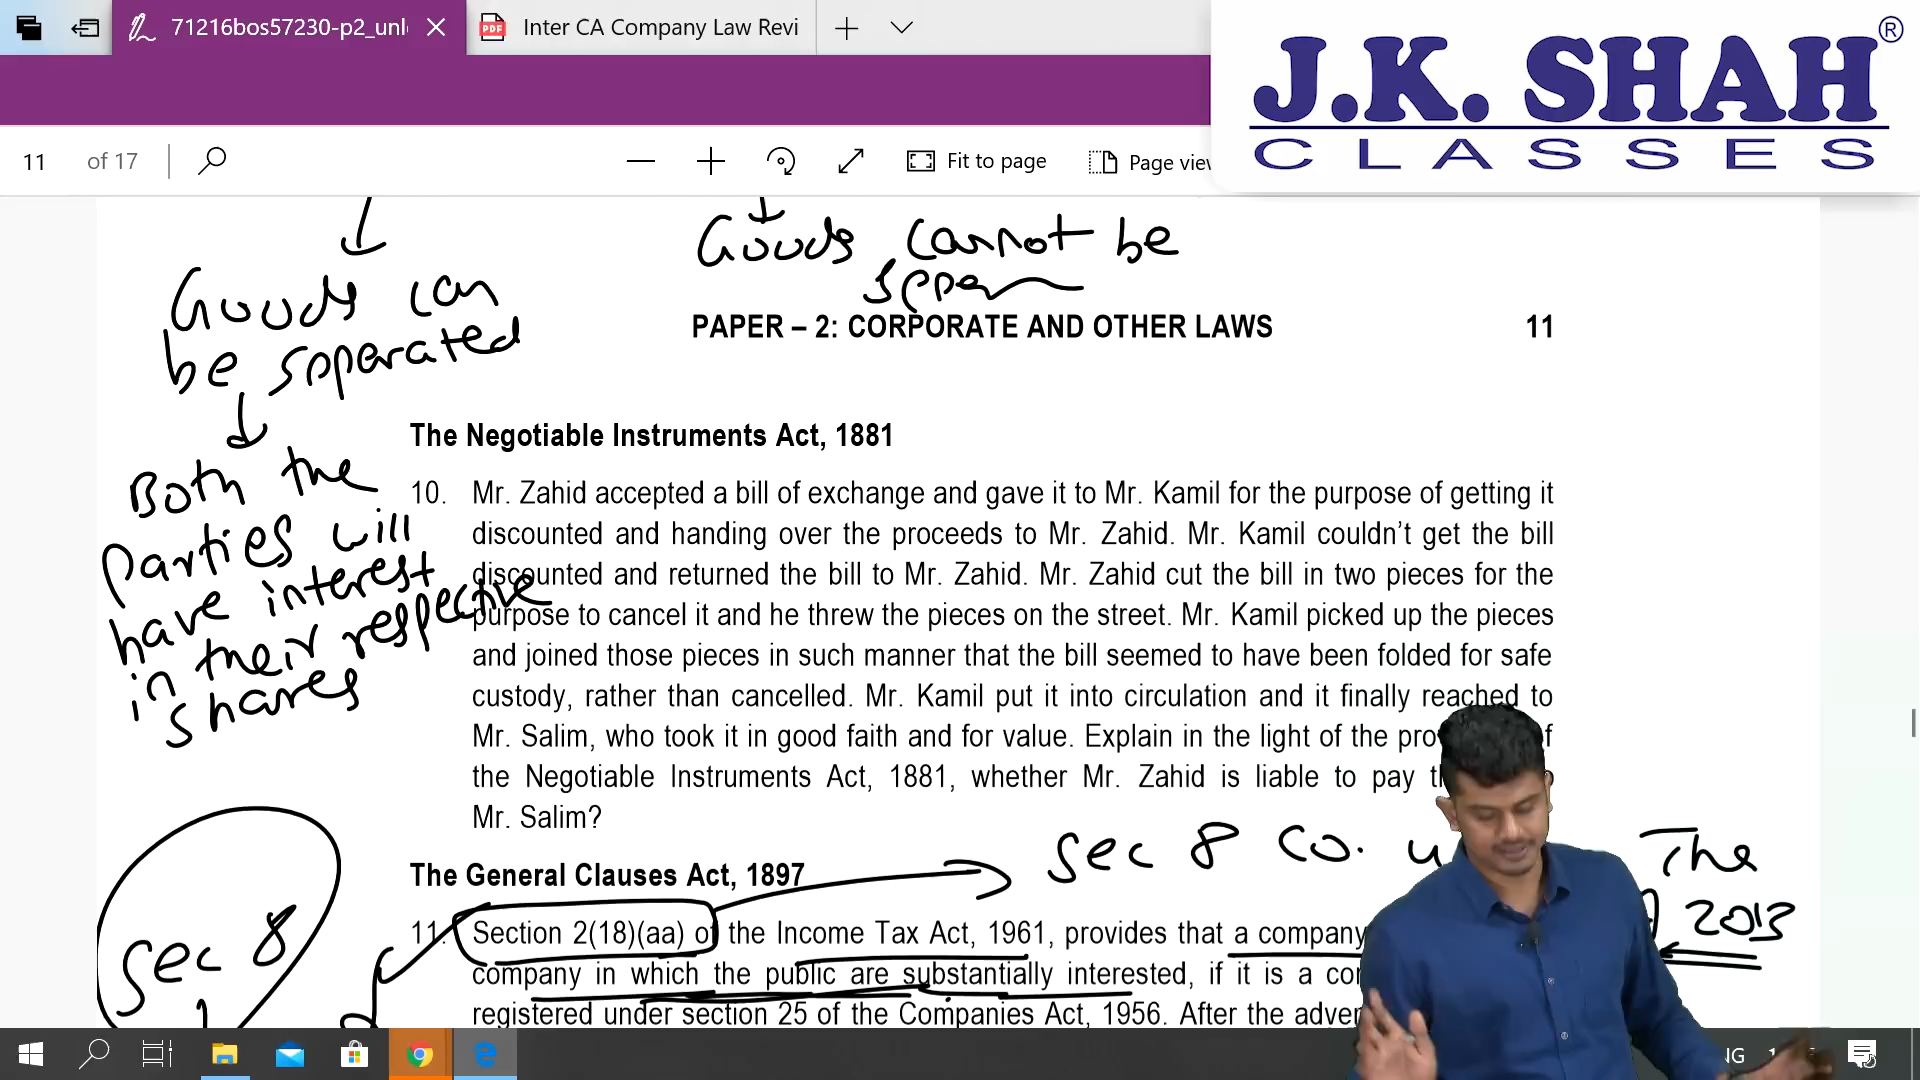 71216bos57230-p2_unl
Inter CA Company Law Revi
J.K. SHAH®
CLASSES
11 of 17
Fit to page
Page view
Goods cannot be
Goods can
be seperated
PAPER – 2: CORPORATE AND OTHER LAWS 11
The Negotiable Instruments Act, 1881
Both the
parties will
have interest
in their respective
shares
10. Mr. Zahid accepted a bill of exchange and gave it to Mr. Kamil for the purpose of getting it
discounted and handing over the proceeds to Mr. Zahid. Mr. Kamil couldn't get the bill
discounted and returned the bill to Mr. Zahid. Mr. Zahid cut the bill in two pieces for the
purpose to cancel it and he threw the pieces on the street. Mr. Kamil picked up the pieces
and joined those pieces in such manner that the bill seemed to have been folded for safe
custody, rather than cancelled. Mr. Kamil put it into circulation and it finally reached to
Mr. Salim, who took it in good faith and for value. Explain in the light of the pro
the Negotiable Instruments Act, 1881, whether Mr. Zahid is liable to pay
Mr. Salim?
Sec 8 Co. u The
2013
The General Clauses Act, 1897
Sec 8
11. Section 2(18)(aa) of the Income Tax Act, 1961, provides that a company
company in which the public are substantially interested, if it is a
registered under section 25 of the Companies Act, 1956. After the